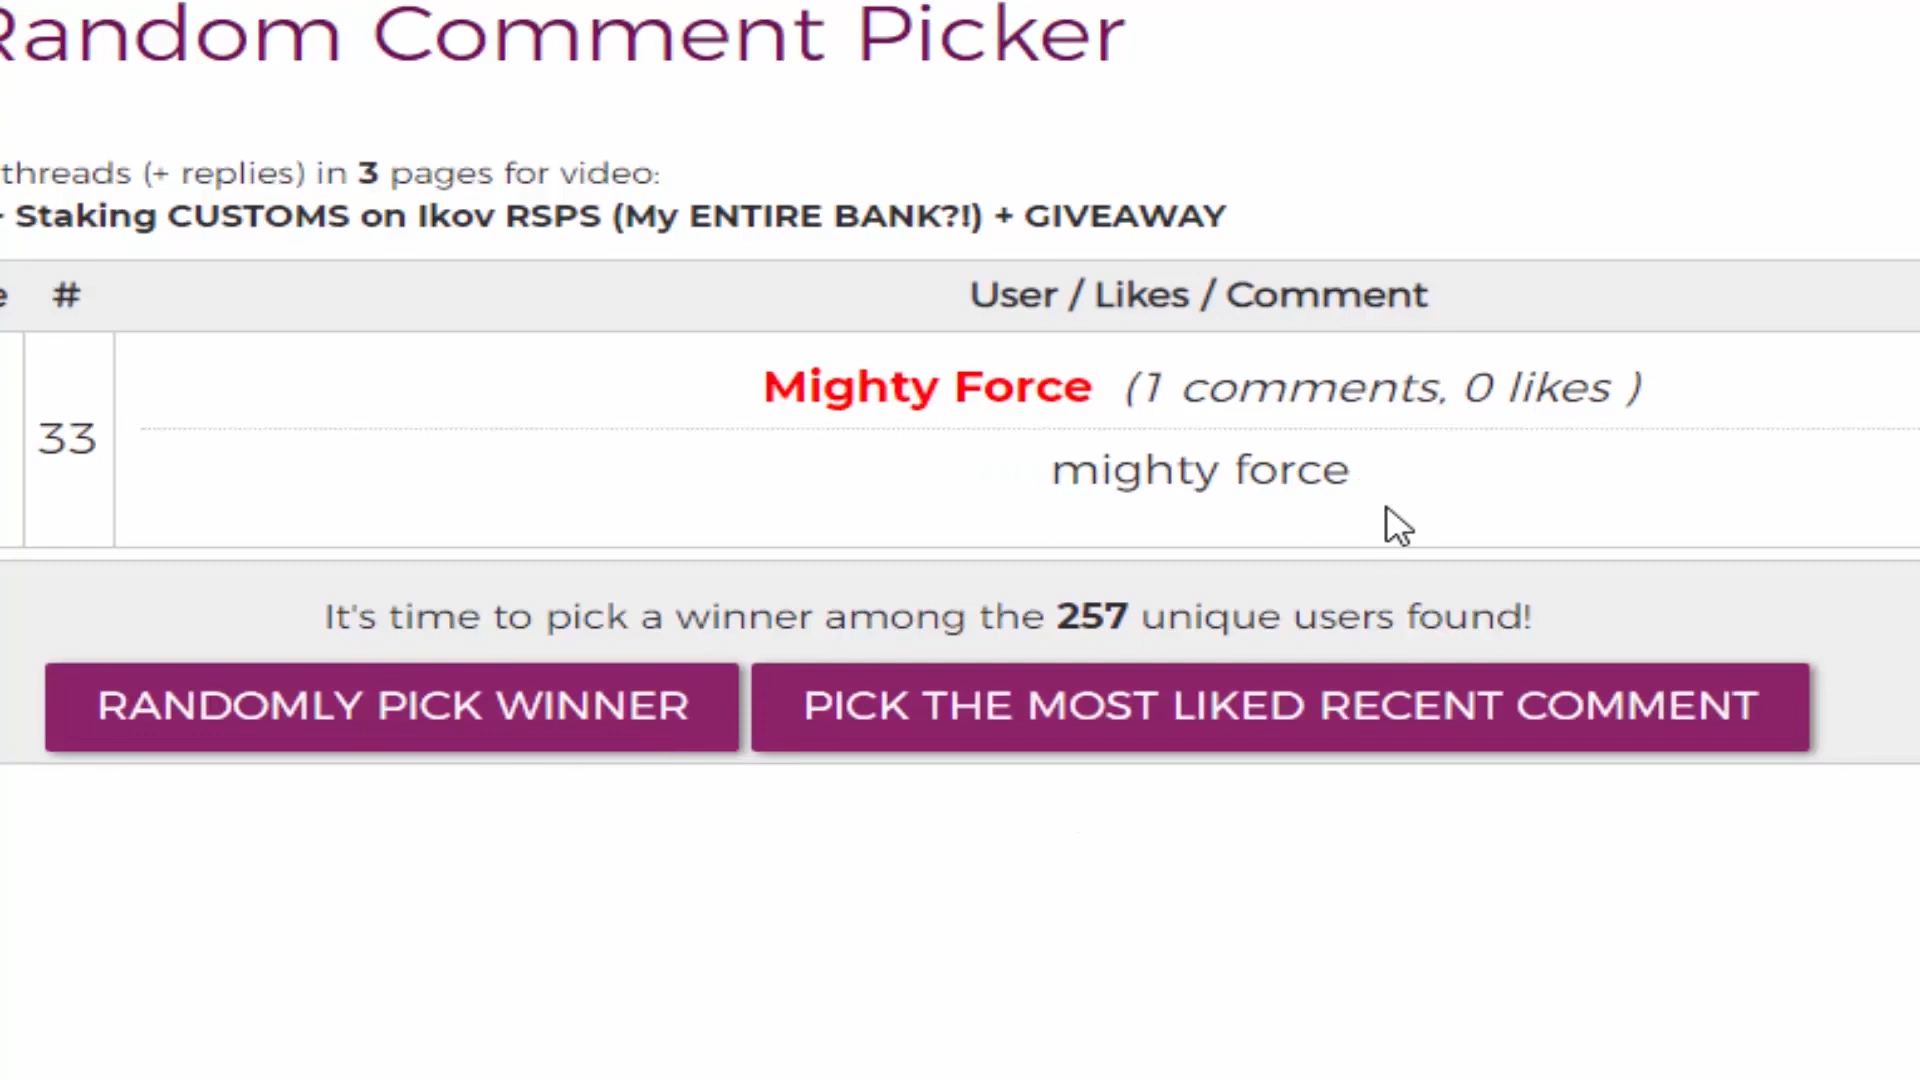 Random Comment Picker
threads (+ replies) in 3 pages for video:
- Staking CUSTOMS on Ikov RSPS (My ENTIRE BANK?!) + GIVEAWAY
# User / Likes / Comment
Mighty Force (1 comments, 0 likes )
33
mighty force
It's time to pick a winner among the 257 unique users found!
RANDOMLY PICK WINNER PICK THE MOST LIKED RECENT COMMENT